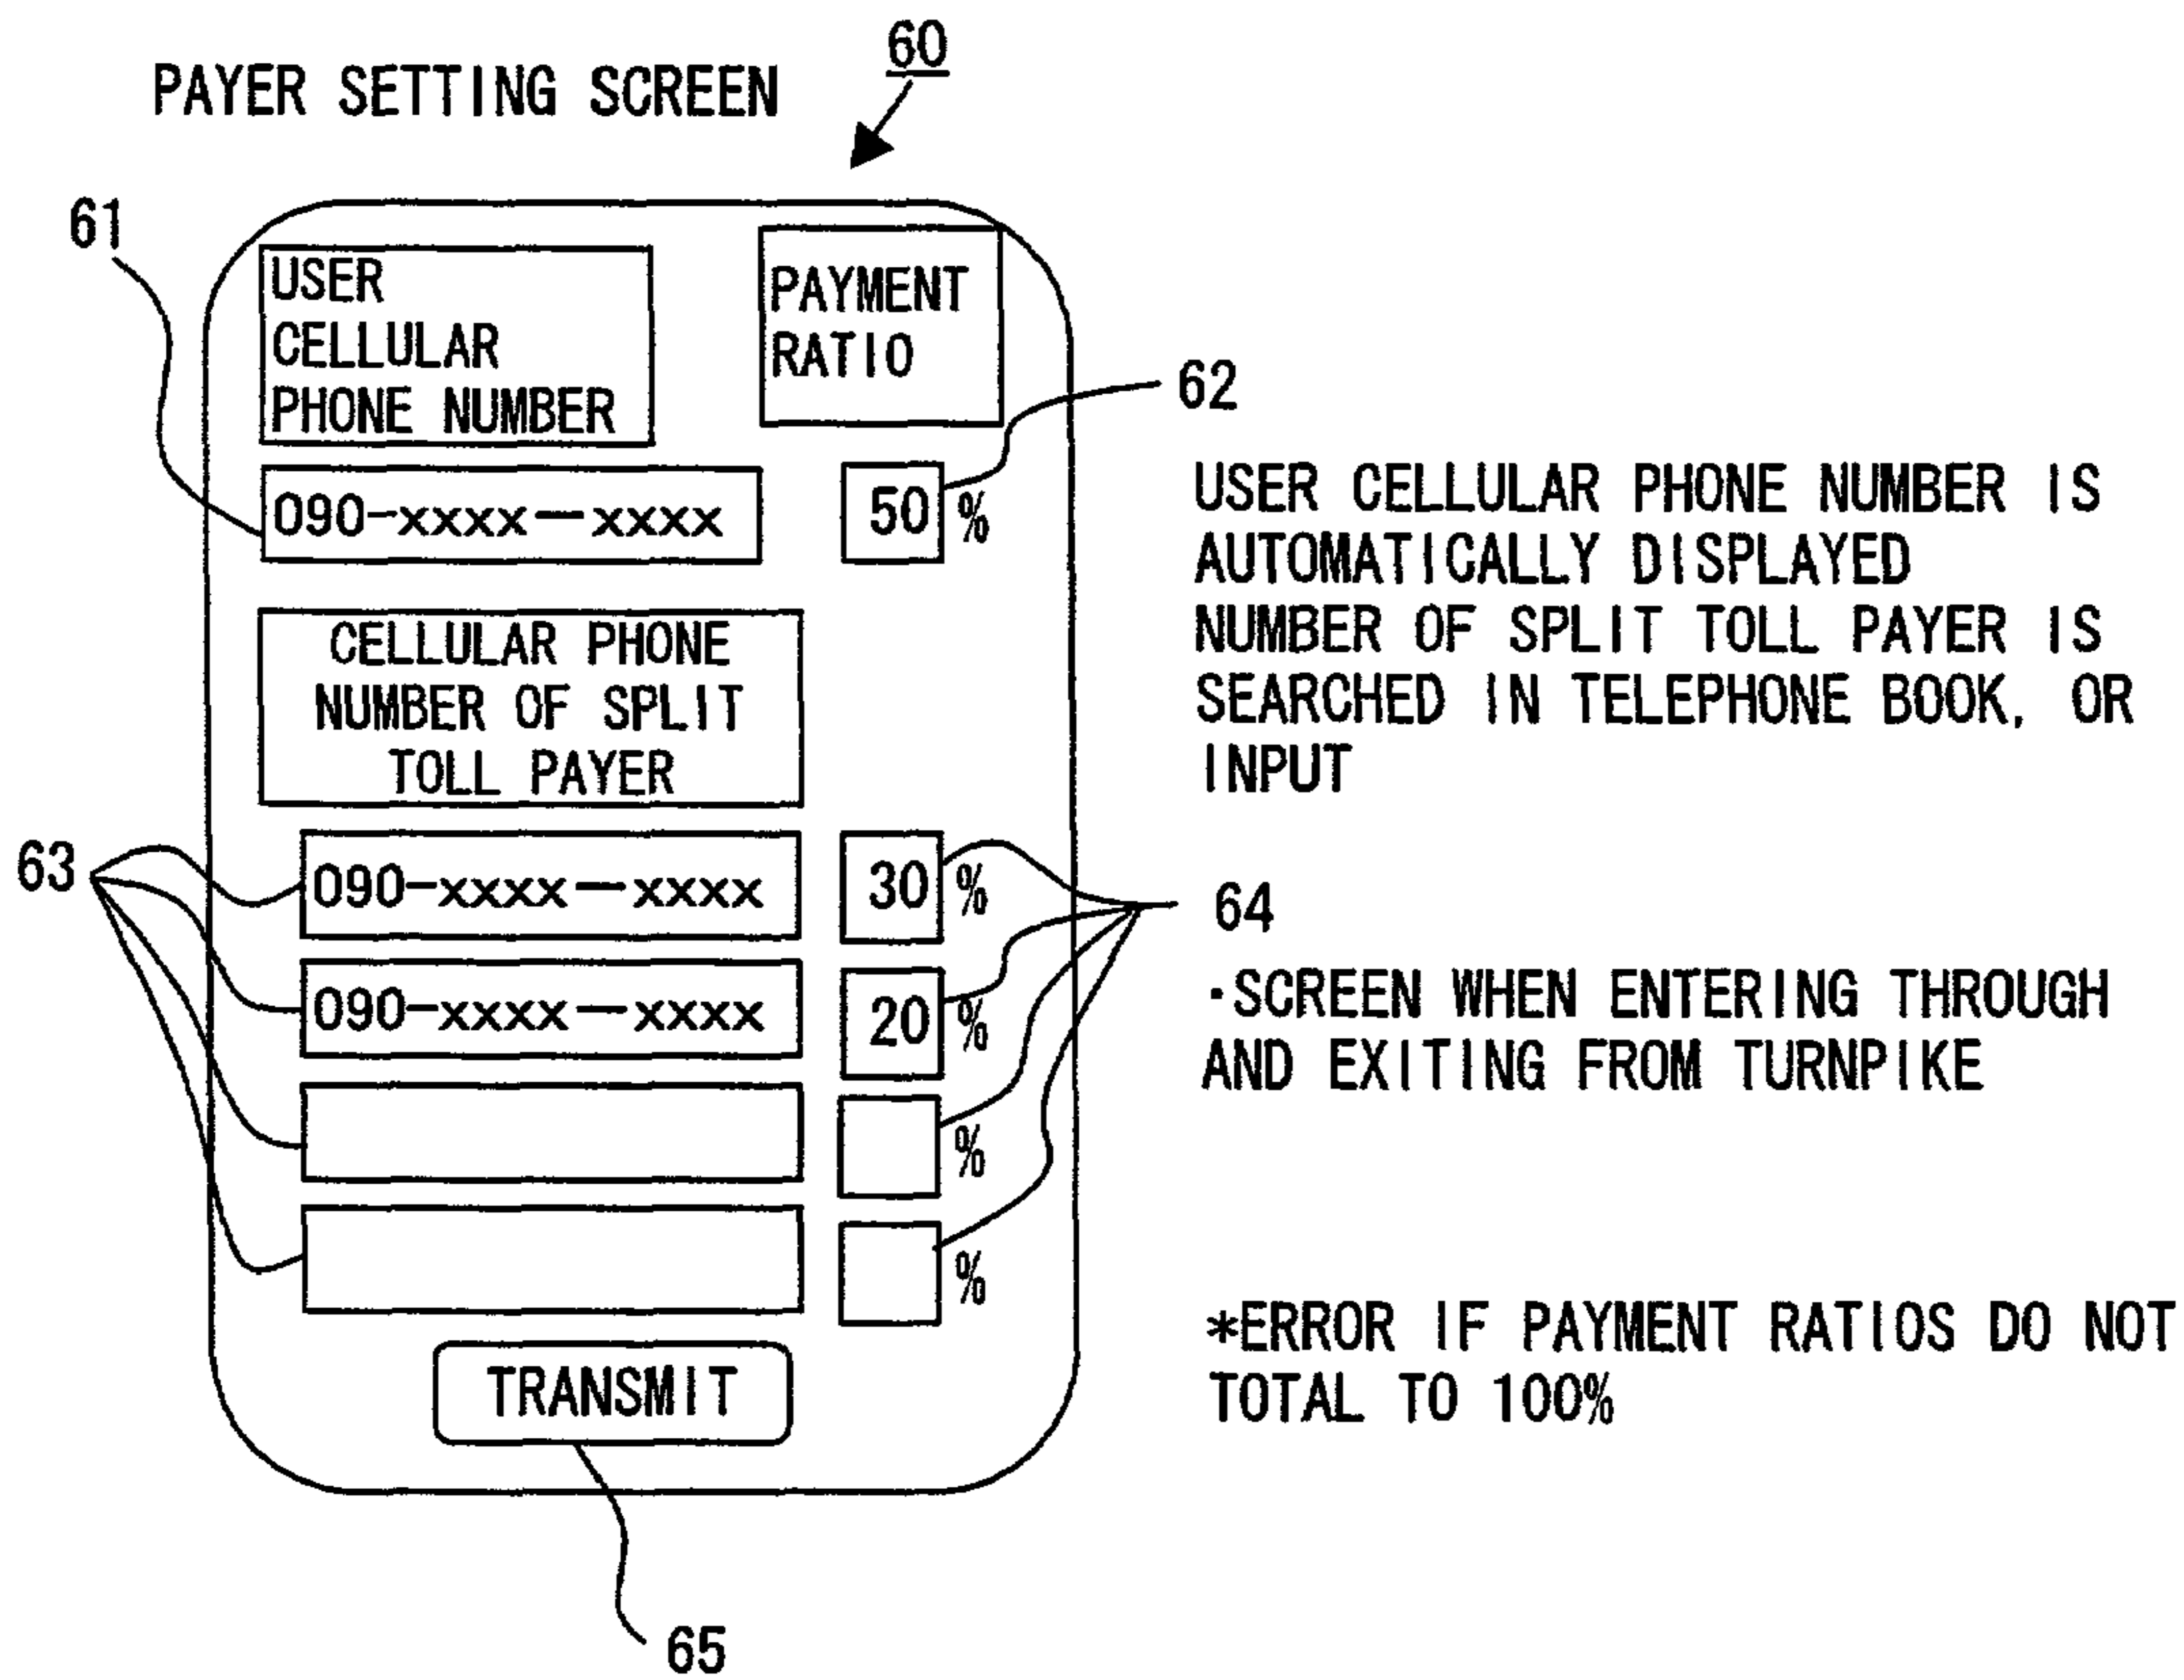 60
PAYER SETTING SCREEN
61
USER
CELLULAR
PHONE NUMBER
PAYMENT
RATIO
62
090-xxxx-xxxx
50 %
USER CELLULAR PHONE NUMBER IS
AUTOMATICALLY DISPLAYED
NUMBER OF SPLIT TOLL PAYER IS
SEARCHED IN TELEPHONE BOOK, OR
INPUT
CELLULAR PHONE
NUMBER OF SPLIT
TOLL PAYER
63
090-xxxx-xxxx
30 %
64
090-xxxx-xxxx
20 %
·SCREEN WHEN ENTERING THROUGH
AND EXITING FROM TURNPIKE
%
%
*ERROR IF PAYMENT RATIOS DO NOT
TOTAL TO 100%
TRANSMIT
65